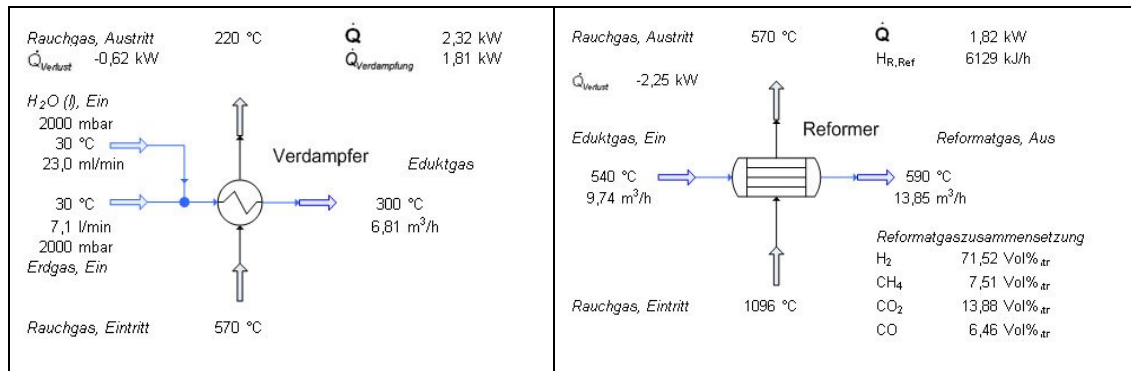 Rauchgas, Austritt 220 °C Q̇ 2,32 kW
Q̇Verlust -0,62 kW Q̇Verdampfung 1,81 kW
H2O (l), Ein
2000 mbar
30 °C
23,0 ml/min
Verdampfer
Eduktgas
30 °C
7,1 l/min
2000 mbar
Erdgas, Ein
300 °C
6,81 m³/h
Rauchgas, Eintritt 570 °C
Rauchgas, Austritt 570 °C Q̇ 1,82 kW
HR,Ref 6129 kJ/h
Q̇Verlust -2,25 kW
Reformer
Eduktgas, Ein
540 °C
9,74 m³/h
Reformatgas, Aus
590 °C
13,85 m³/h
Reformatgaszusammensetzung
H2 71,52 Vol%,tr
CH4 7,51 Vol%,tr
CO2 13,88 Vol%,tr
CO 6,46 Vol%,tr
Rauchgas, Eintritt 1096 °C